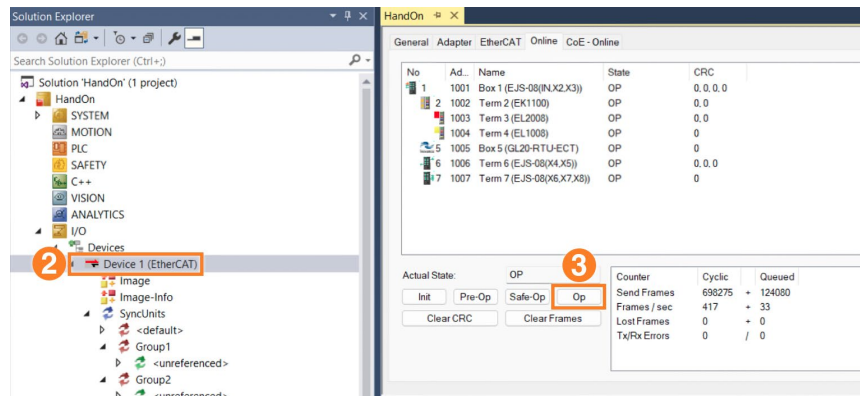 Solution Explorer
Search Solution Explorer (Ctrl+;)
Solution 'HandOn' (1 project)
HandOn
SYSTEM
MOTION
PLC
SAFETY
C++
VISION
ANALYTICS
I/O
Devices
2
Device 1 (EtherCAT)
Image
Image-Info
SyncUnits
<default>
Group1
<unreferenced>
Group2
<unreferenced>
HandOn
General Adapter EtherCAT Online CoE - Online
No Ad... Name State CRC
1 1001 Box 1 (EJS-08(IN,X2,X3)) OP 0, 0, 0, 0
2 1002 Term 2 (EK1100) OP 0, 0
3 1003 Term 3 (EL2008) OP 0, 0
4 1004 Term 4 (EL1008) OP 0
5 1005 Box 5 (GL20-RTU-ECT) OP 0
6 1006 Term 6 (EJS-08(X4,X5)) OP 0, 0, 0
7 1007 Term 7 (EJS-08(X6,X7,X8)) OP 0
3
Actual State: OP
Init Pre-Op Safe-Op Op
Clear CRC Clear Frames
Counter Cyclic Queued
Send Frames 698275 + 124080
Frames / sec 417 + 33
Lost Frames 0 + 0
Tx/Rx Errors 0 / 0